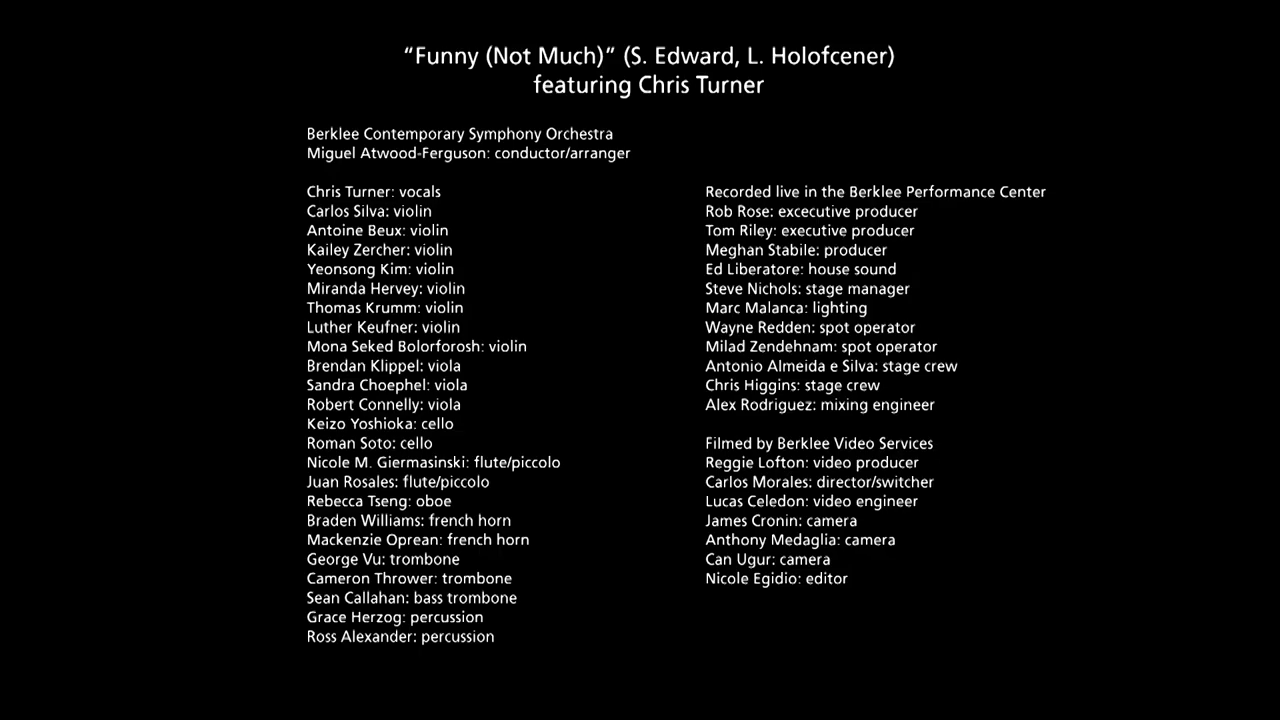 “Funny (Not Much)” (S. Edward, L. Holofcener)
featuring Chris Turner
Berklee Contemporary Symphony Orchestra
Miguel Atwood-Ferguson: conductor/arranger
Chris Turner: vocals
Carlos Silva: violin
Antoine Beux: violin
Kailey Zercher: violin
Yeonsong Kim: violin
Miranda Hervey: violin
Thomas Krumm: violin
Luther Keufner: violin
Mona Seked Bolorforosh: violin
Brendan Klippel: viola
Sandra Choephel: viola
Robert Connelly: viola
Keizo Yoshioka: cello
Roman Soto: cello
Nicole M. Giermasinski: flute/piccolo
Juan Rosales: flute/piccolo
Rebecca Tseng: oboe
Braden Williams: french horn
Mackenzie Oprean: french horn
George Vu: trombone
Cameron Thrower: trombone
Sean Callahan: bass trombone
Grace Herzog: percussion
Ross Alexander: percussion
Recorded live in the Berklee Performance Center
Rob Rose: excecutive producer
Tom Riley: executive producer
Meghan Stabile: producer
Ed Liberatore: house sound
Steve Nichols: stage manager
Marc Malanca: lighting
Wayne Redden: spot operator
Milad Zendehnam: spot operator
Antonio Almeida e Silva: stage crew
Chris Higgins: stage crew
Alex Rodriguez: mixing engineer
Filmed by Berklee Video Services
Reggie Lofton: video producer
Carlos Morales: director/switcher
Lucas Celedon: video engineer
James Cronin: camera
Anthony Medaglia: camera
Can Ugur: camera
Nicole Egidio: editor